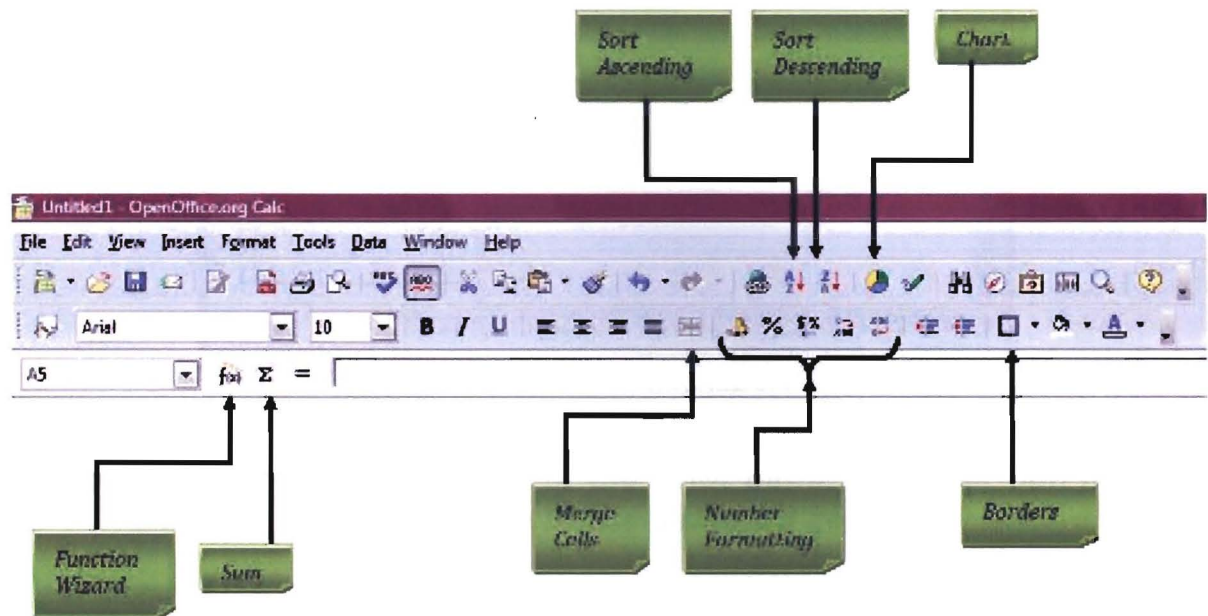 Sort
Ascending
Sort
Descending
Chart
Untitled1 - OpenOffice.org Calc
File Edit View Insert Format Tools Data Window Help
Arial
10
B I U
%
A5
f(x) Σ =
Function
Wizard
Sum
Merge
Cells
Number
Formatting
Borders